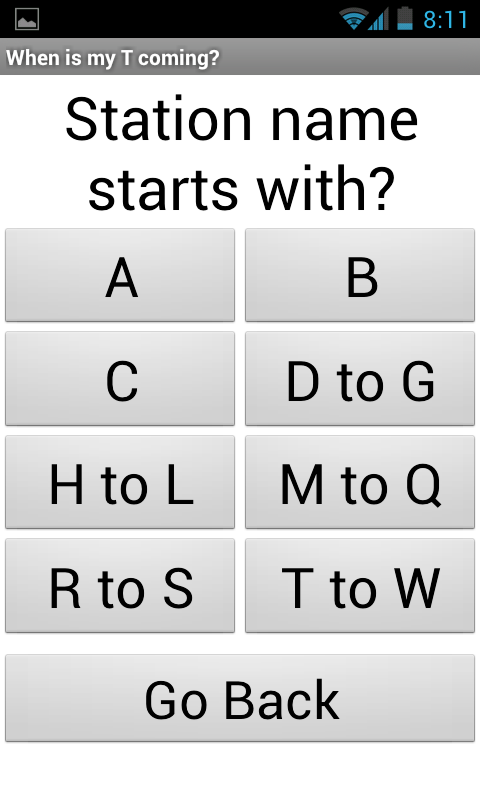 8:11
When is my T coming?
Station name
starts with?
A
B
C
D to G
H to L
M to Q
R to S
T to W
Go Back